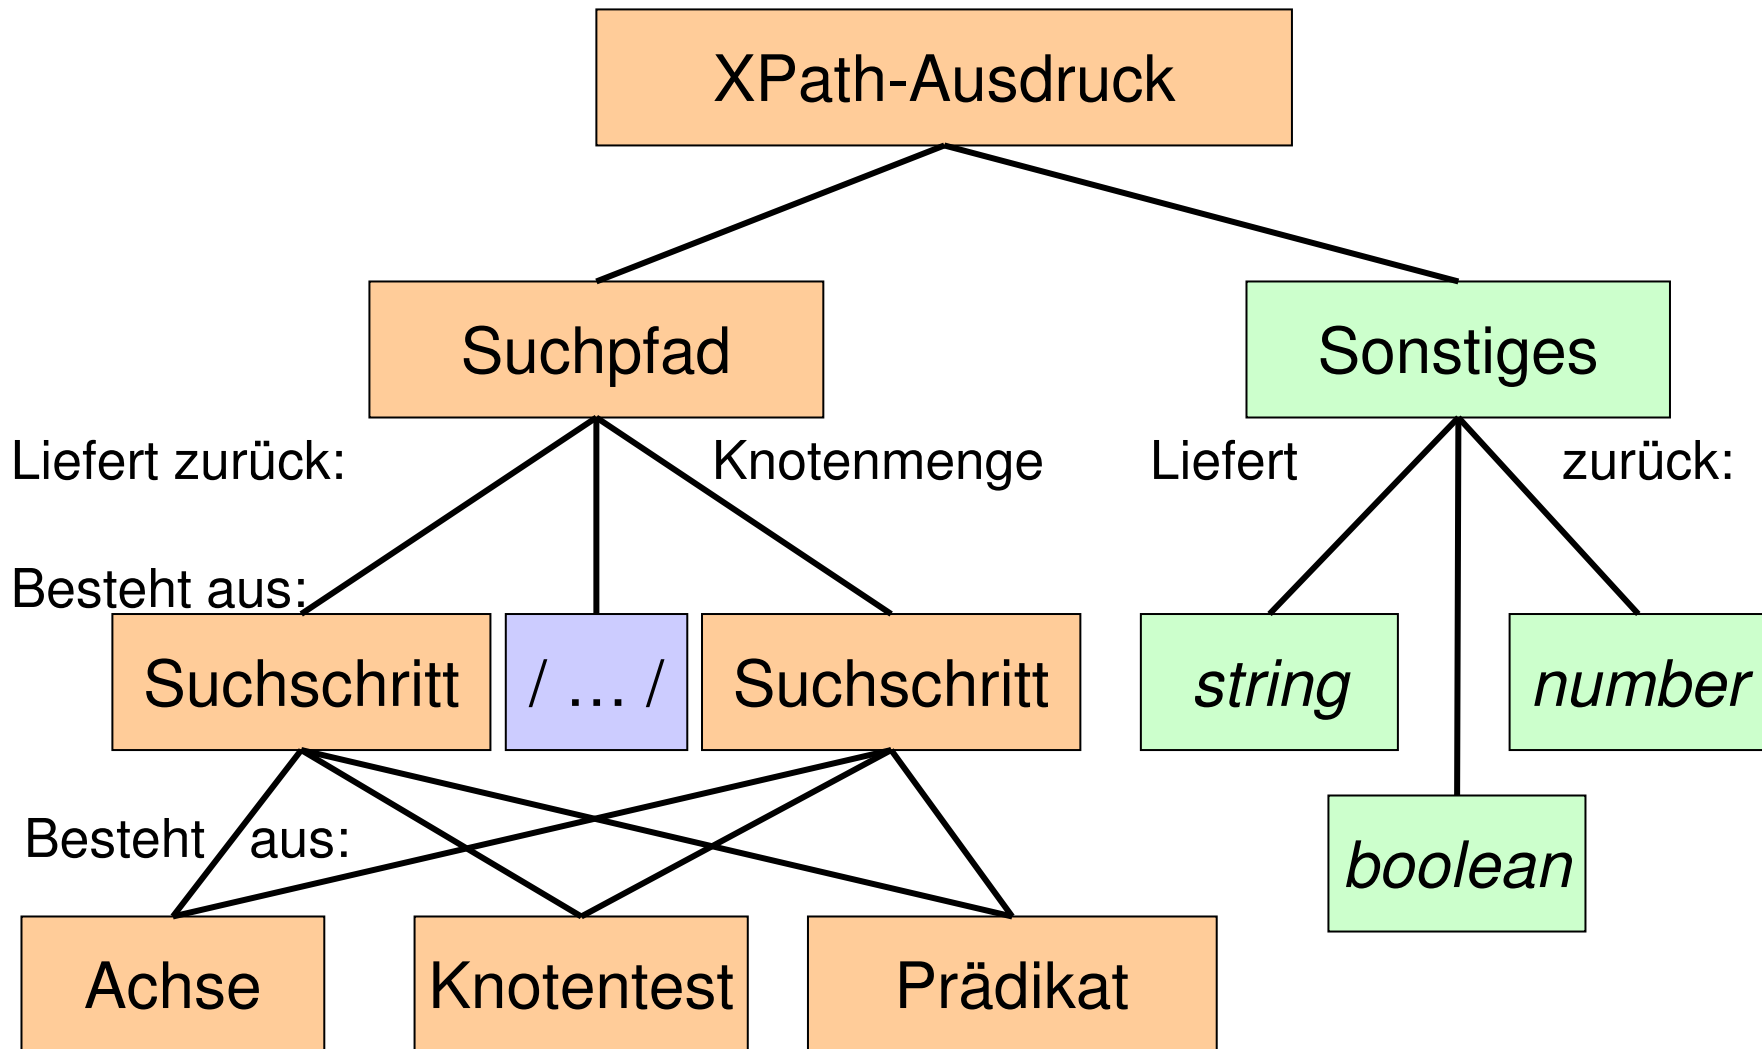 XPath-Ausdruck
Suchpfad
Sonstiges
Liefert zurück:
Knotenmenge
Liefert zurück:
Besteht aus:
Suchschritt
/ … /
Suchschritt
string
number
Besteht aus:
boolean
Achse
Knotentest
Prädikat